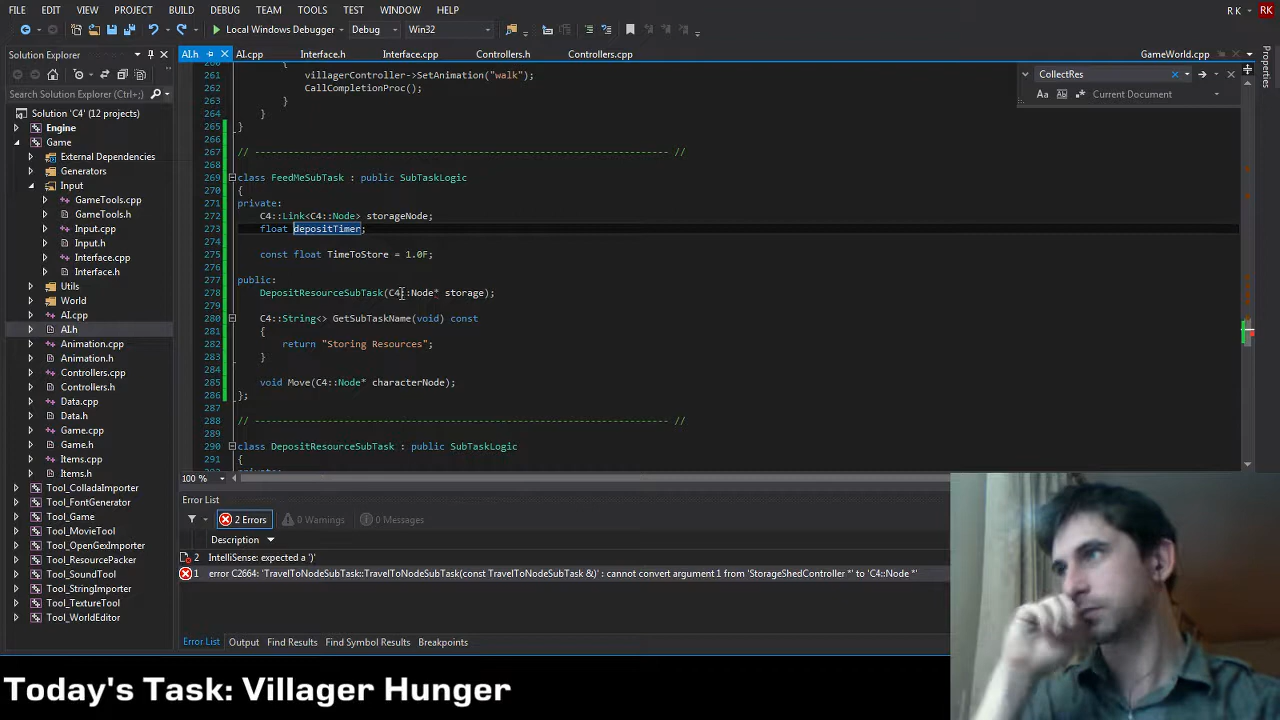 FILE EDIT VIEW PROJECT BUILD DEBUG TEAM TOOLS TEST WINDOW HELP R K RK
Local Windows Debugger Debug Win32
Solution Explorer
Search Solution Explorer (Ctrl+;)
Solution 'C4' (12 projects)
Engine
Game
External Dependencies
Generators
Input
GameTools.cpp
GameTools.h
Input.cpp
Input.h
Interface.cpp
Interface.h
Utils
World
AI.cpp
AI.h
Animation.cpp
Animation.h
Controllers.cpp
Controllers.h
Data.cpp
Data.h
Game.cpp
Game.h
Items.cpp
Items.h
Tool_ColladaImporter
Tool_FontGenerator
Tool_Game
Tool_MovieTool
Tool_OpenGexImporter
Tool_ResourcePacker
Tool_SoundTool
Tool_StringImporter
Tool_TextureTool
Tool_WorldEditor
AI.h AI.cpp Interface.h Interface.cpp Controllers.h Controllers.cpp GameWorld.cpp
CollectRes
Aa Current Document
Properties
260 {
261 villagerController->SetAnimation("walk");
262 CallCompletionProc();
263 }
264 }
265 }
266
267 // ---------------------------------------------------------------------- //
268
269 class FeedMeSubTask : public SubTaskLogic
270 {
271 private:
272 C4::Link<C4::Node> storageNode;
273 float depositTimer;
274
275 const float TimeToStore = 1.0F;
276
277 public:
278 DepositResourceSubTask(C4::Node* storage);
279
280 C4::String<> GetSubTaskName(void) const
281 {
282 return "Storing Resources";
283 }
284
285 void Move(C4::Node* characterNode);
286 };
287
288 // ---------------------------------------------------------------------- //
289
290 class DepositResourceSubTask : public SubTaskLogic
291 {
100 %
Error List
2 Errors 0 Warnings 0 Messages
Description
2 IntelliSense: expected a ')'
1 error C2664: 'TravelToNodeSubTask::TravelToNodeSubTask(const TravelToNodeSubTask &)' : cannot convert argument 1 from 'StorageShedController *' to 'C4::Node *'
Error List Output Find Results Find Symbol Results Breakpoints
Today's Task: Villager Hunger